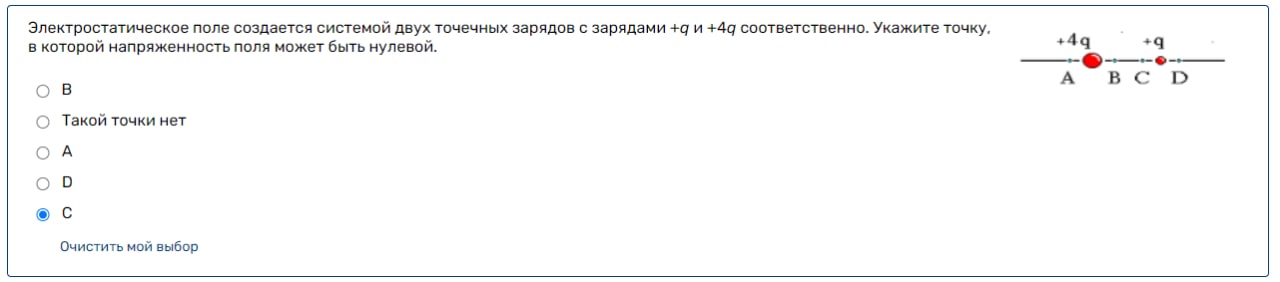 Электростатическое поле создается системой двух точечных зарядов с зарядами +q и +4q соответственно. Укажите точку,
в которой напряженность поля может быть нулевой.
+4q +q
A B C D
B
Такой точки нет
A
D
C
Очистить мой выбор